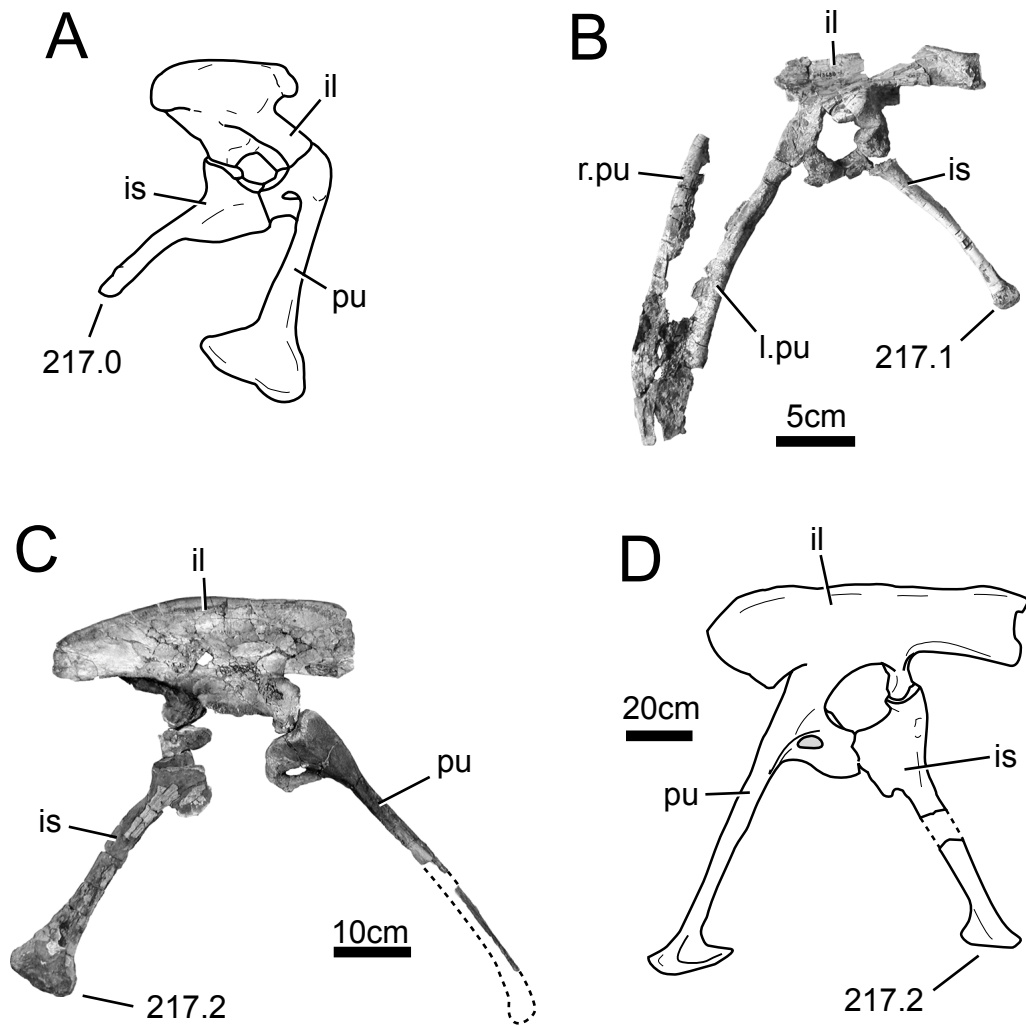 A
il
is
pu
217.0
B
il
r.pu
is
l.pu
217.1
5cm
C
il
pu
is
10cm
217.2
D
il
20cm
is
pu
217.2